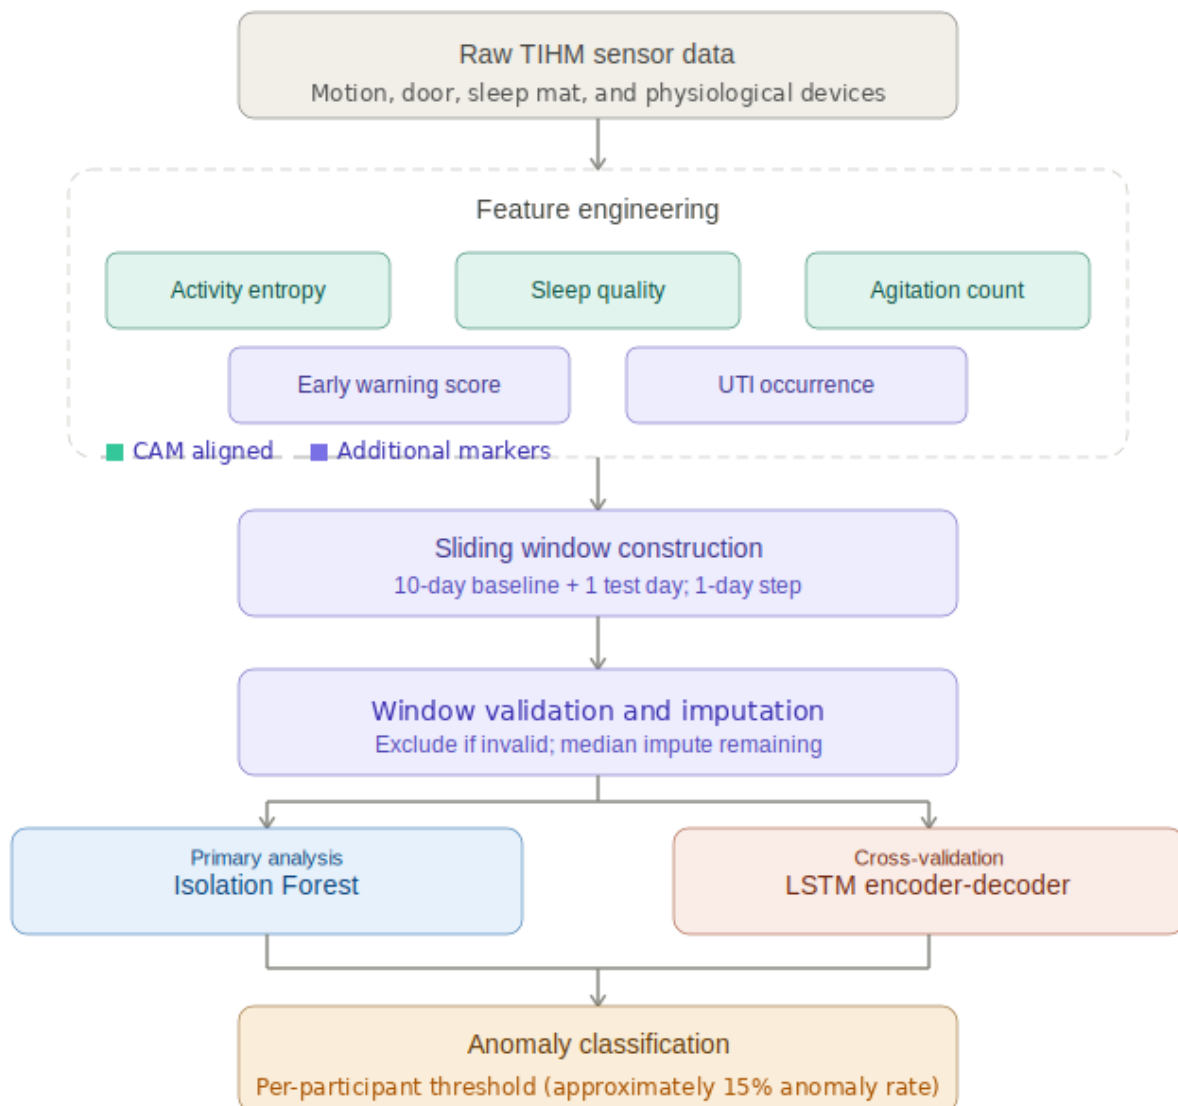 Raw TIHM sensor data
Motion, door, sleep mat, and physiological devices
Feature engineering
Activity entropy
Sleep quality
Agitation count
Early warning score
UTI occurrence
CAM aligned
Additional markers
Sliding window construction
10-day baseline + 1 test day; 1-day step
Window validation and imputation
Exclude if invalid; median impute remaining
Primary analysis
Isolation Forest
Cross-validation
LSTM encoder-decoder
Anomaly classification
Per-participant threshold (approximately 15% anomaly rate)